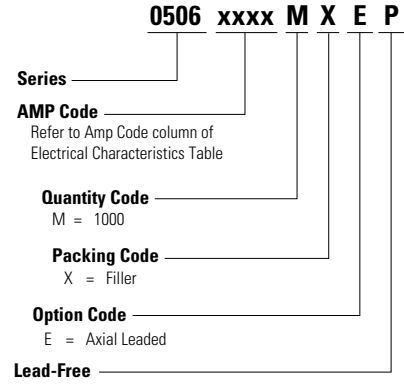 0506 xxxx M X E P
Series
AMP Code
Refer to Amp Code column of
Electrical Characteristics Table
Quantity Code
M = 1000
Packing Code
X = Filler
Option Code
E = Axial Leaded
Lead-Free